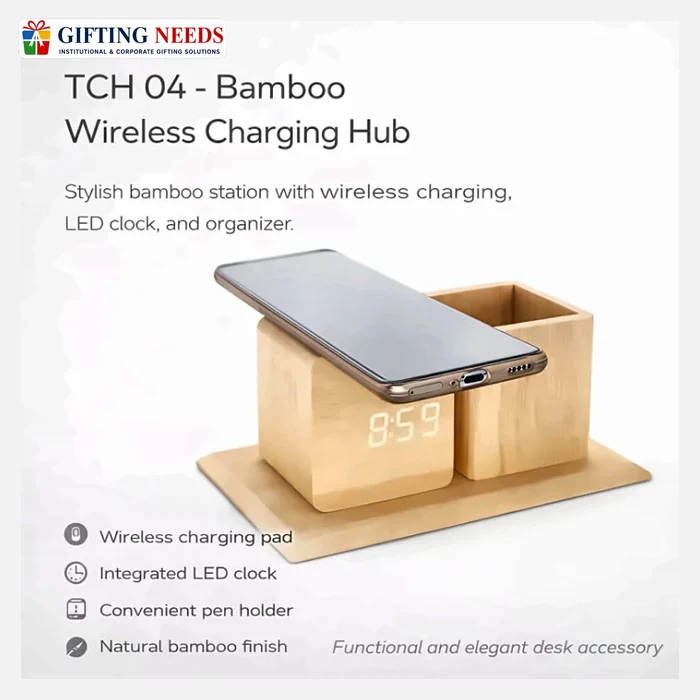 GIFTING NEEDS
INSTITUTIONAL & CORPORATE GIFTING SOLUTIONS
TCH 04 - Bamboo
Wireless Charging Hub
Stylish bamboo station with wireless charging,
LED clock, and organizer.
8:59
Wireless charging pad
Integrated LED clock
Convenient pen holder
Natural bamboo finish
Functional and elegant desk accessory